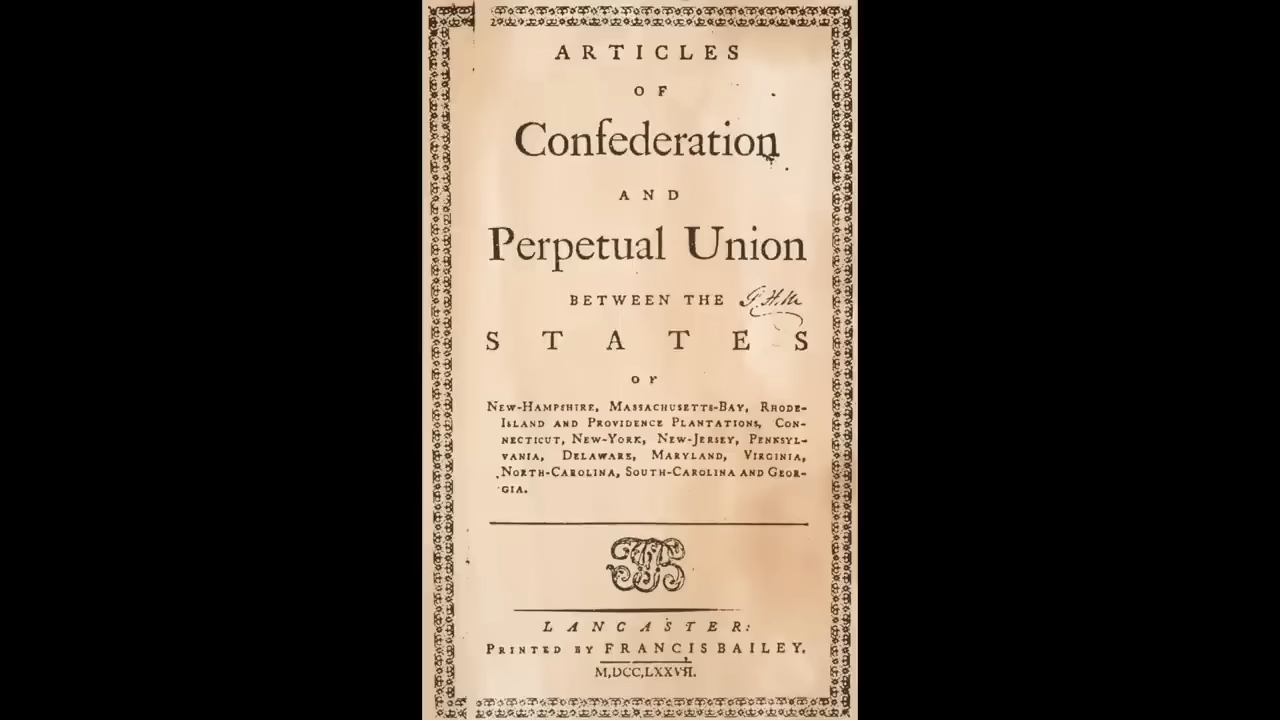 ARTICLES
OF
Confederation
AND
Perpetual Union
BETWEEN THE
STATES
OF
NEW-HAMPSHIRE, MASSACHUSETTS-BAY, RHODE-
ISLAND AND PROVIDENCE PLANTATIONS, CON-
NECTICUT, NEW-YORK, NEW-JERSEY, PENNSYL-
VANIA, DELAWARE, MARYLAND, VIRGINIA,
NORTH-CAROLINA, SOUTH-CAROLINA AND GEOR-
GIA.
LANCASTER:
PRINTED BY FRANCIS BAILEY.
M,DCC,LXXVII.